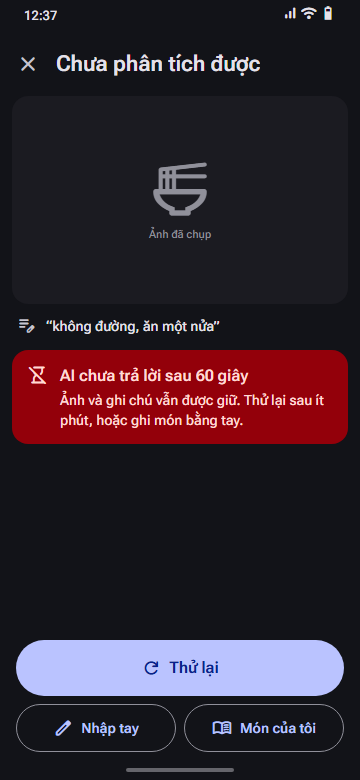 12:37
Chưa phân tích được
Ảnh đã chụp
“không đường, ăn một nửa”
AI chưa trả lời sau 60 giây
Ảnh và ghi chú vẫn được giữ. Thử lại sau ít
phút, hoặc ghi món bằng tay.
Thử lại
Nhập tay
Món của tôi